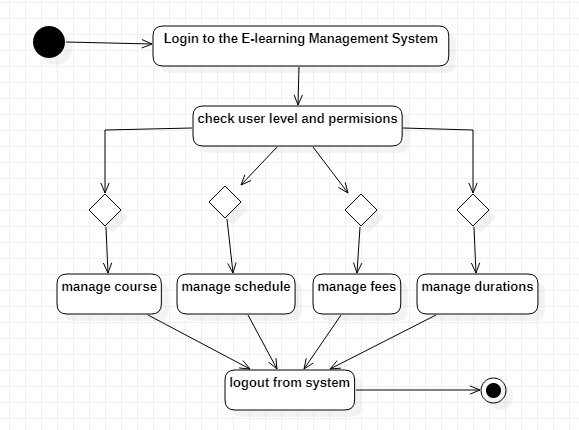 Login to the E-learning Management System
check user level and permisions
manage course
manage schedule
manage fees
manage durations
logout from system